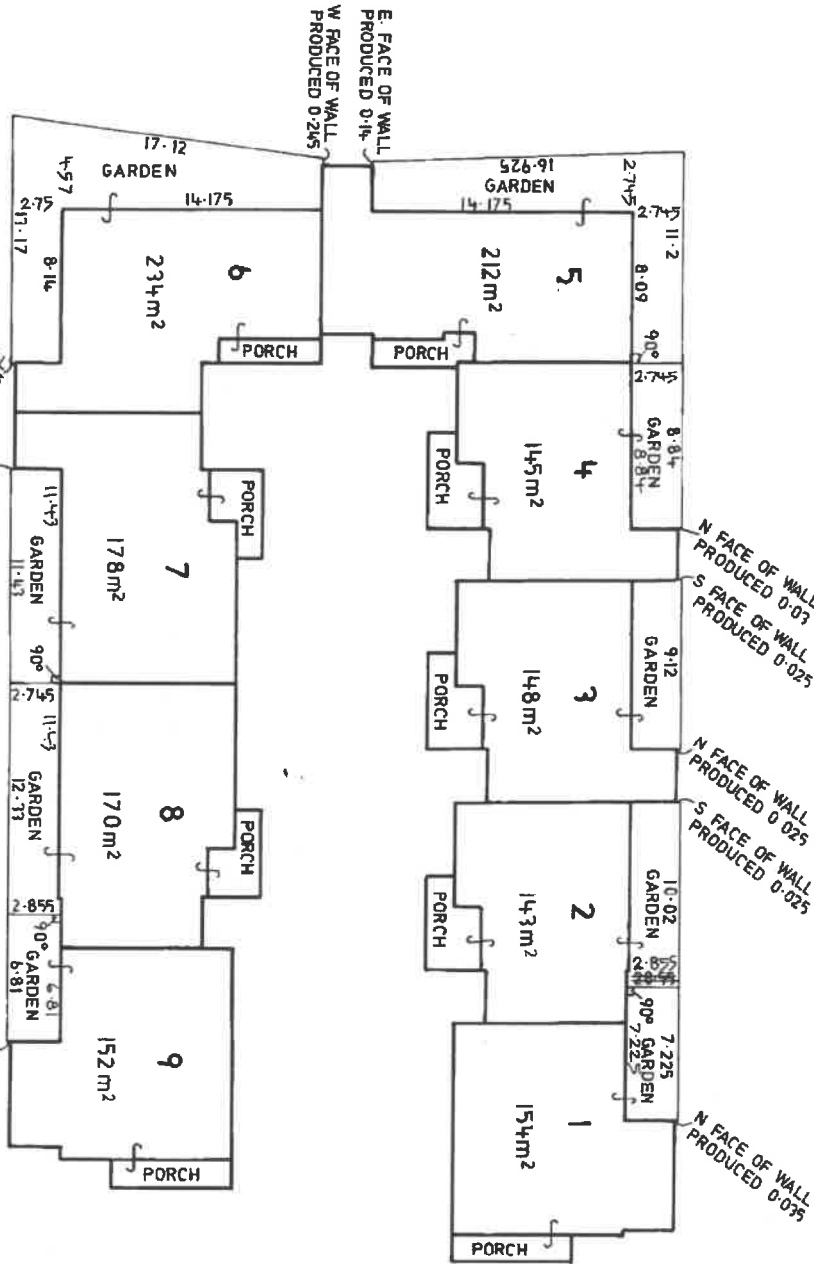 E. FACE OF WALL
PRODUCED 0·14
W FACE OF WALL
PRODUCED 0·245
17·12
GARDEN
4·57
14·175
2·75
17·17
8·14
6
234m²
PORCH
16·925
GARDEN
14·175
2·745
2·745
11·2
8·09
90°
5
212m²
PORCH
2·745
8·84
GARDEN
8·84
4
145m²
PORCH
N FACE OF WALL
PRODUCED 0·03
S FACE OF WALL
PRODUCED 0·025
9·12
GARDEN
3
148m²
PORCH
N FACE OF WALL
PRODUCED 0·025
S FACE OF WALL
PRODUCED 0·025
10·02
GARDEN
2·855
2
143m²
PORCH
90°
7·225
GARDEN
7·225
1
154m²
PORCH
N FACE OF WALL
PRODUCED 0·035
PORCH
7
178m²
11·43
GARDEN
11·43
90°
2·745
PORCH
8
170m²
11·43
GARDEN
12·33
2·855
90°
GARDEN
6·81
6·81
9
152m²
PORCH